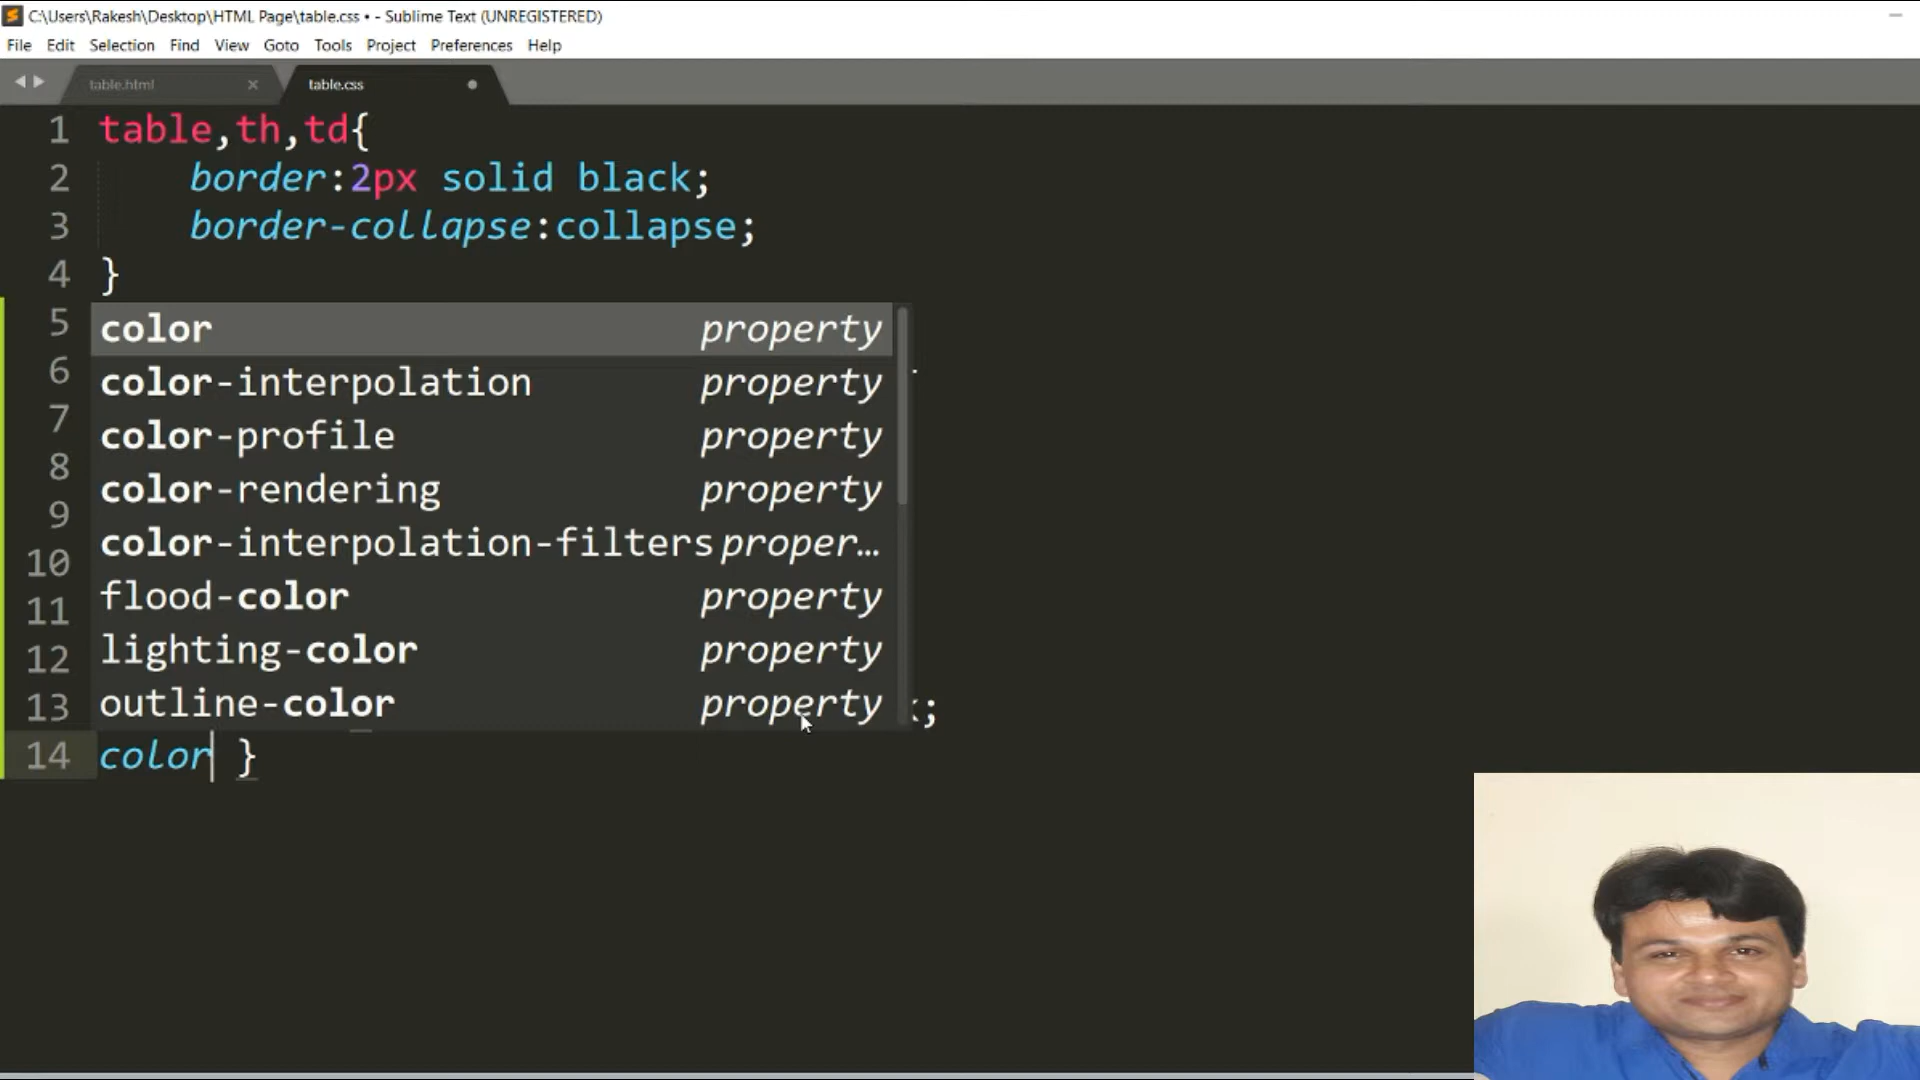 C:\Users\Rakesh\Desktop\HTML Page\table.css • - Sublime Text (UNREGISTERED)
File Edit Selection Find View Goto Tools Project Preferences Help
table.html × table.css
1 table,th,td{
2 border:2px solid black;
3 border-collapse:collapse;
4 }
5 color property
6 color-interpolation property
7 color-profile property
8 color-rendering property
9 color-interpolation-filters proper…
10 flood-color property
11
12 lighting-color property
13 outline-color property ;
14 color }